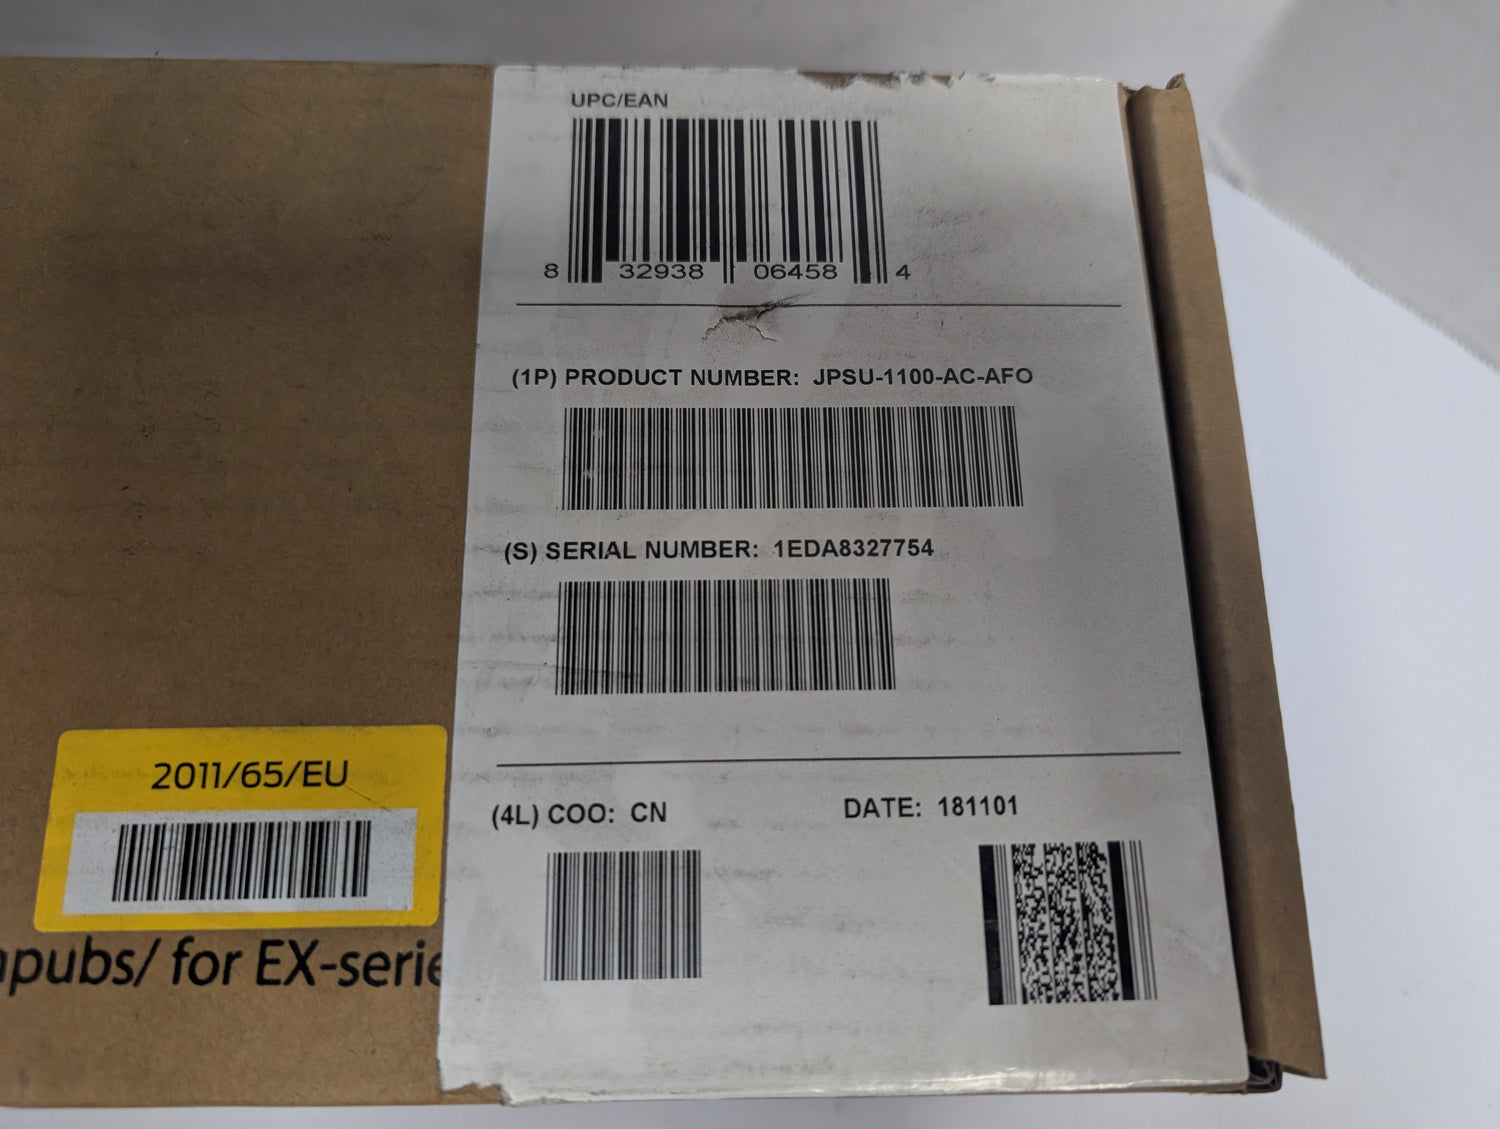 UPC/EAN
8 32938 06458 4
(1P) PRODUCT NUMBER: JPSU-1100-AC-AFO
(S) SERIAL NUMBER: 1EDA8327754
(4L) COO: CN DATE: 181101
2011/65/EU
apubs/ for EX-serie